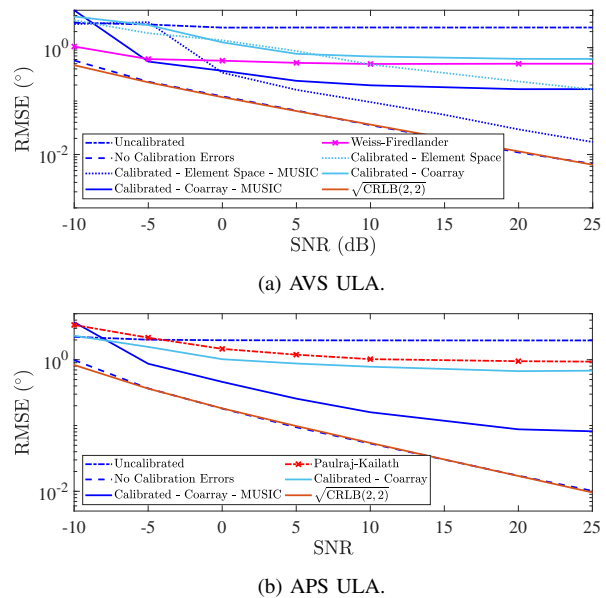 RMSE (°)
10^0
10^-2
Uncalibrated
No Calibration Errors
Calibrated - Element Space - MUSIC
Calibrated - Coarray - MUSIC
Weiss-Firedlander
Calibrated - Element Space
Calibrated - Coarray
√CRLB(2, 2)
-10 -5 0 5 10 15 20 25
SNR (dB)
(a) AVS ULA.
RMSE (°)
10^0
10^-2
Uncalibrated
No Calibration Errors
Calibrated - Coarray - MUSIC
Paulraj-Kailath
Calibrated - Coarray
√CRLB(2, 2)
-10 -5 0 5 10 15 20 25
SNR
(b) APS ULA.